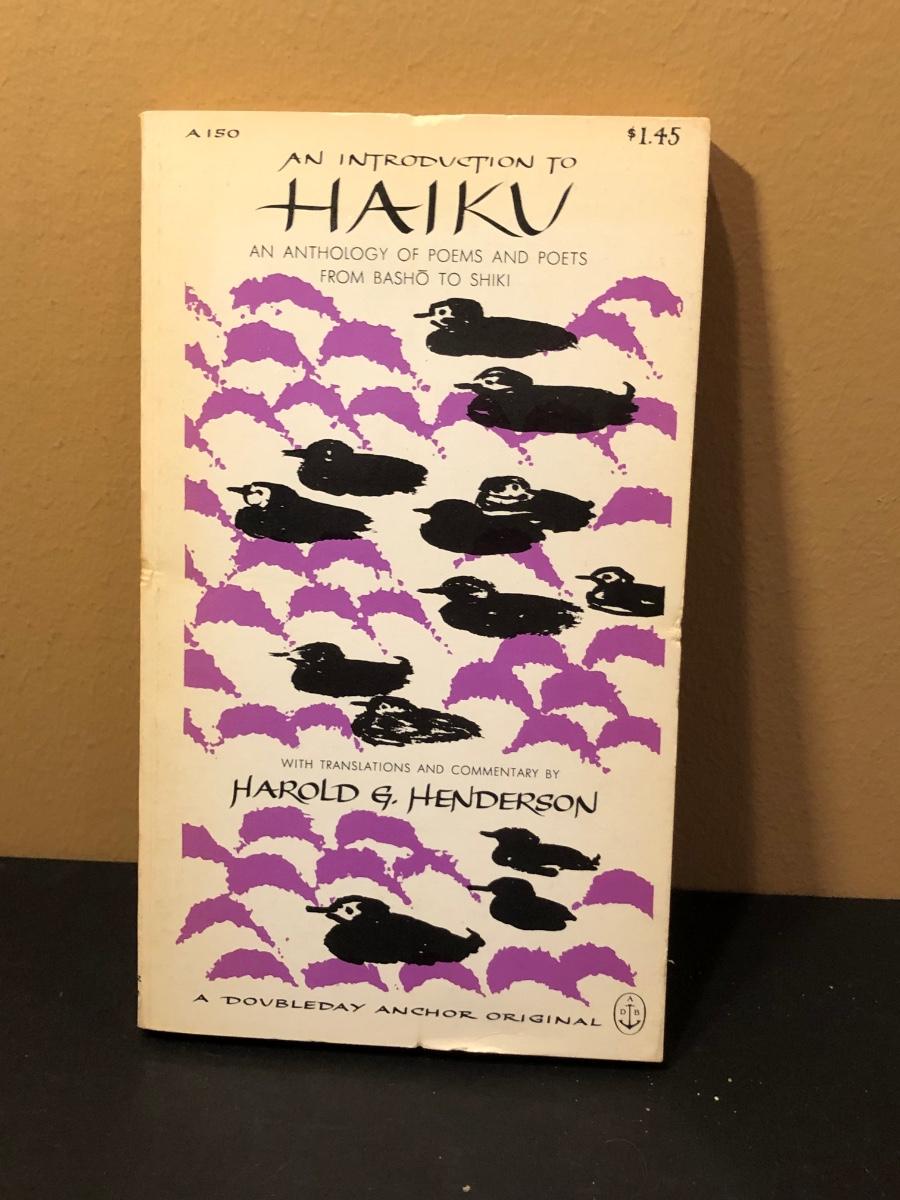 A150
$1.45
AN INTRODUCTION TO
HAIKU
AN ANTHOLOGY OF POEMS AND POETS
FROM BASHŌ TO SHIKI
WITH TRANSLATIONS AND COMMENTARY BY
HAROLD G. HENDERSON
A DOUBLEDAY ANCHOR ORIGINAL
A
D B